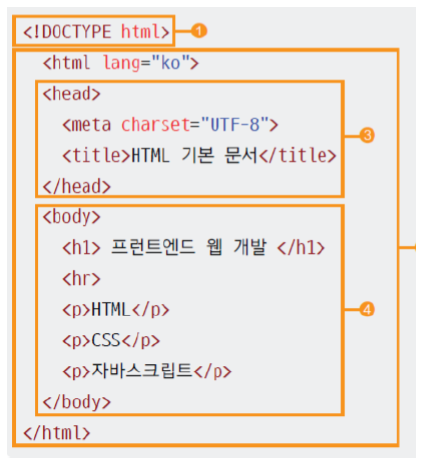 <!DOCTYPE html> ①
<html lang="ko">
<head>
<meta charset="UTF-8">
<title>HTML 기본 문서</title>
</head>
③
<body>
<h1> 프런트엔드 웹 개발 </h1>
<hr>
<p>HTML</p>
<p>CSS</p>
<p>자바스크립트</p>
</body>
④
</html>